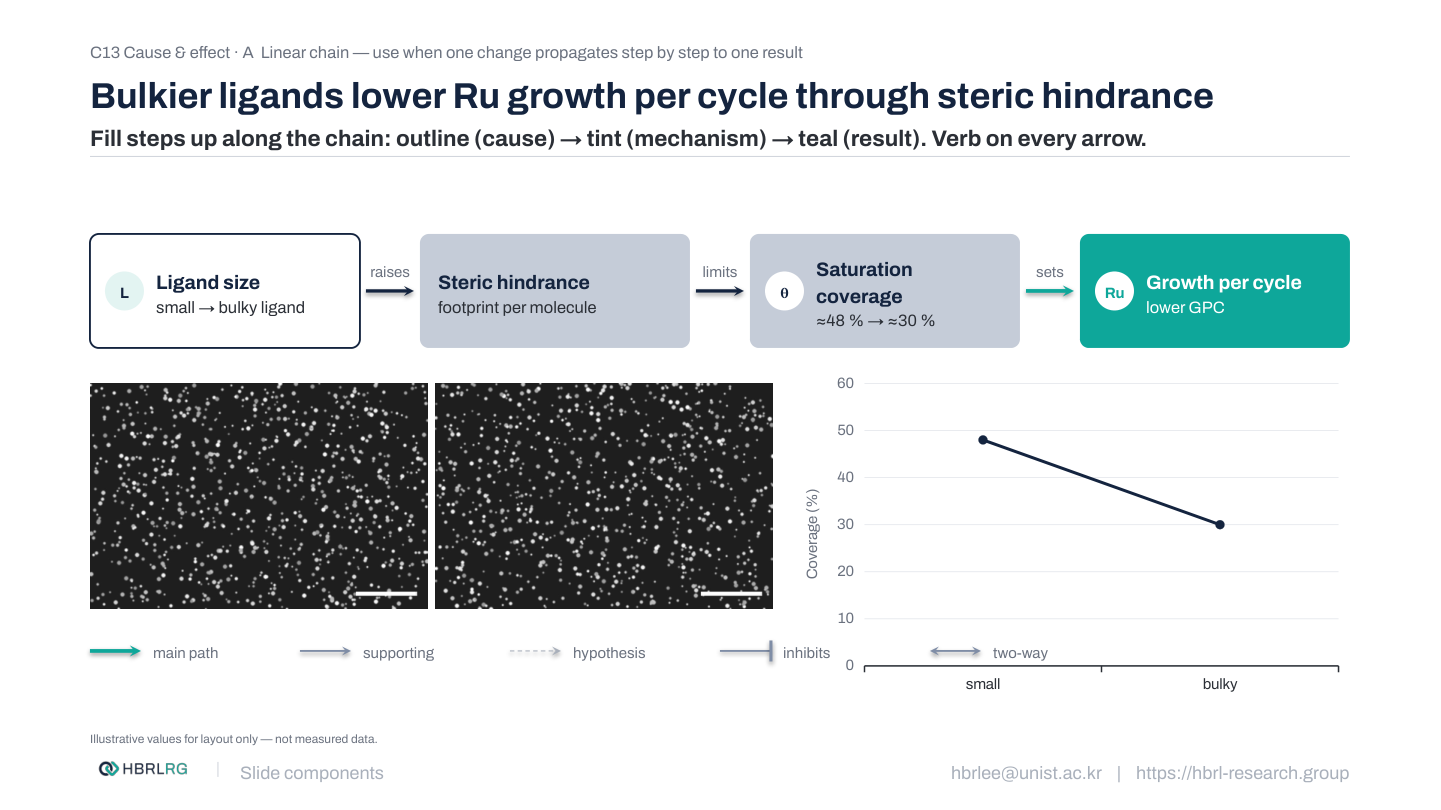 C13 Cause & effect · A Linear chain — use when one change propagates step by step to one result
Bulkier ligands lower Ru growth per cycle through steric hindrance
Fill steps up along the chain: outline (cause) → tint (mechanism) → teal (result). Verb on every arrow.
L
Ligand size
small → bulky ligand
raises
Steric hindrance
footprint per molecule
limits
θ
Saturation
coverage
≈48 % → ≈30 %
sets
Ru
Growth per cycle
lower GPC
60
50
40
30
20
10
0
Coverage (%)
small
bulky
main path
supporting
hypothesis
inhibits
two-way
Illustrative values for layout only — not measured data.
HBRLRG
Slide components
hbrlee@unist.ac.kr | https://hbrl-research.group